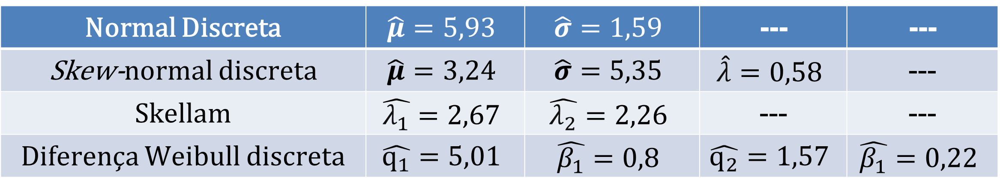 Normal Discreta μ̂ = 5,93 σ̂ = 1,59 --- ---
Skew-normal discreta μ̂ = 3,24 σ̂ = 5,35 λ̂ = 0,58 ---
Skellam λ̂₁ = 2,67 λ̂₂ = 2,26 --- ---
Diferença Weibull discreta q̂₁ = 5,01 β̂₁ = 0,8 q̂₂ = 1,57 β̂₁ = 0,22